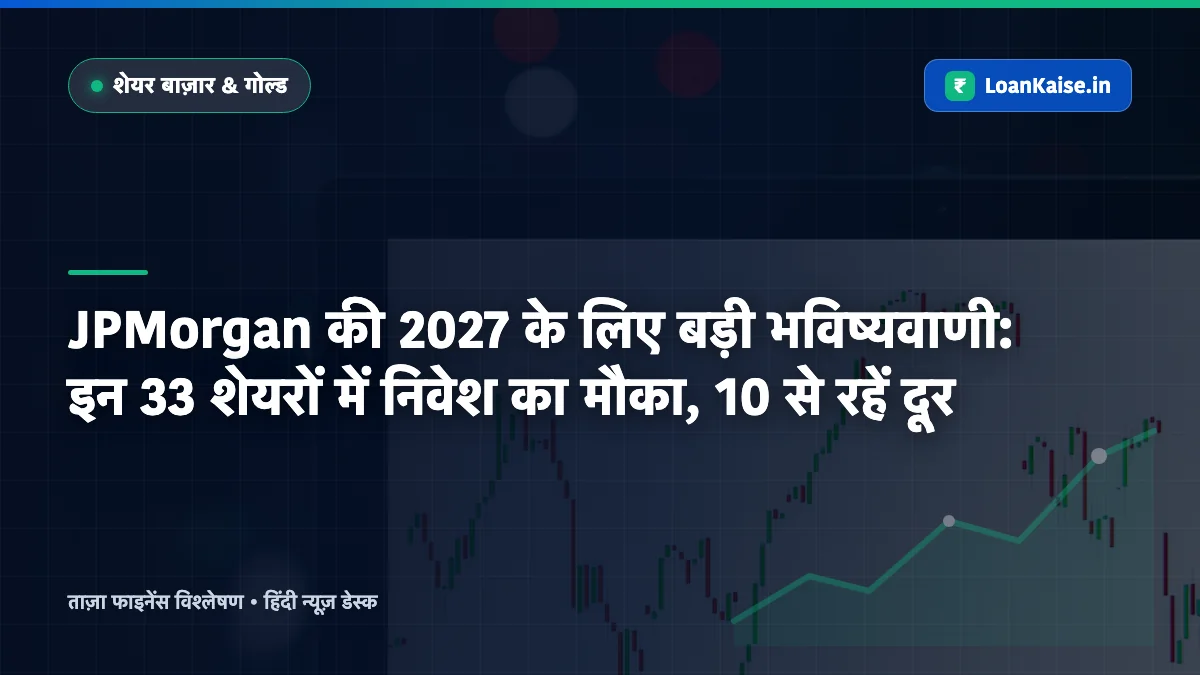 शेयर बाज़ार & गोल्ड
₹ LoanKaise.in
JPMorgan की 2027 के लिए बड़ी भविष्यवाणी:
इन 33 शेयरों में निवेश का मौका, 10 से रहें दूर
ताज़ा फाइनेंस विश्लेषण • हिंदी न्यूज़ डेस्क